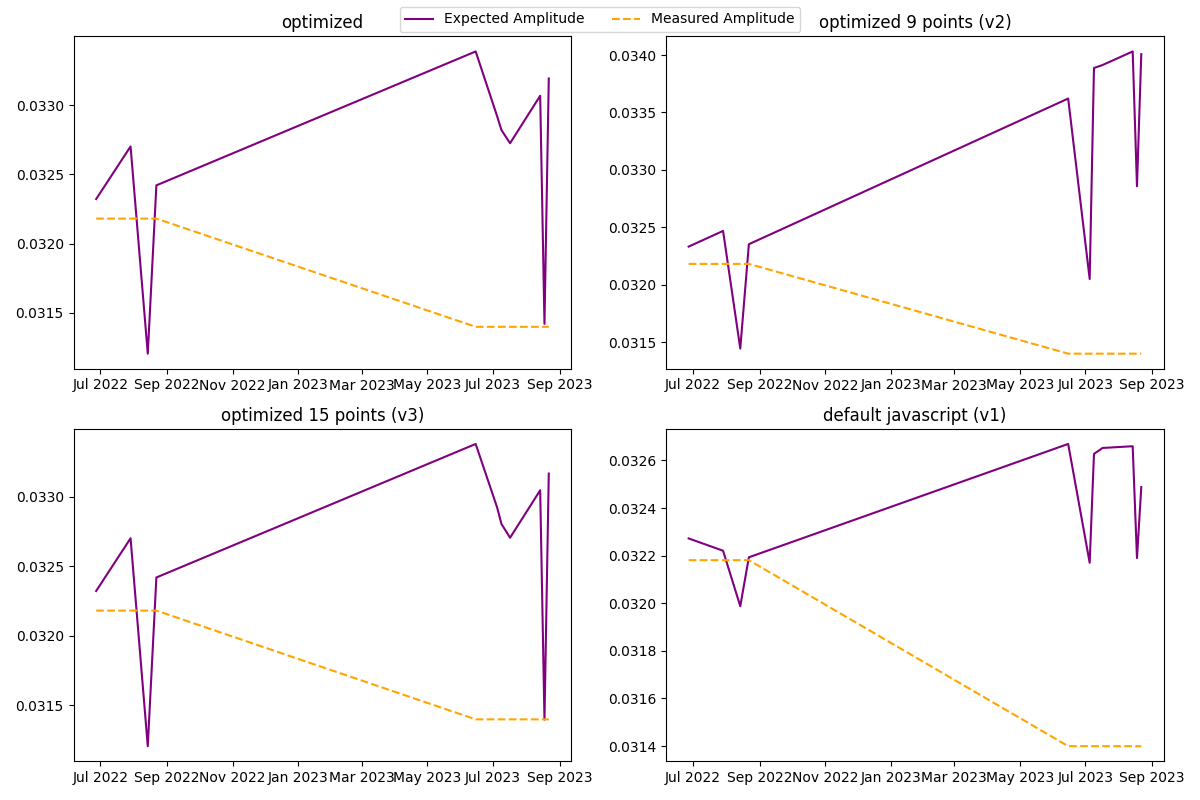 Expected Amplitude Measured Amplitude
optimized
0.0330
0.0325
0.0320
0.0315
Jul 2022 Sep 2022 Nov 2022 Jan 2023 Mar 2023 May 2023 Jul 2023 Sep 2023
optimized 9 points (v2)
0.0340
0.0335
0.0330
0.0325
0.0320
0.0315
Jul 2022 Sep 2022 Nov 2022 Jan 2023 Mar 2023 May 2023 Jul 2023 Sep 2023
optimized 15 points (v3)
0.0330
0.0325
0.0320
0.0315
Jul 2022 Sep 2022 Nov 2022 Jan 2023 Mar 2023 May 2023 Jul 2023 Sep 2023
default javascript (v1)
0.0326
0.0324
0.0322
0.0320
0.0318
0.0316
0.0314
Jul 2022 Sep 2022 Nov 2022 Jan 2023 Mar 2023 May 2023 Jul 2023 Sep 2023